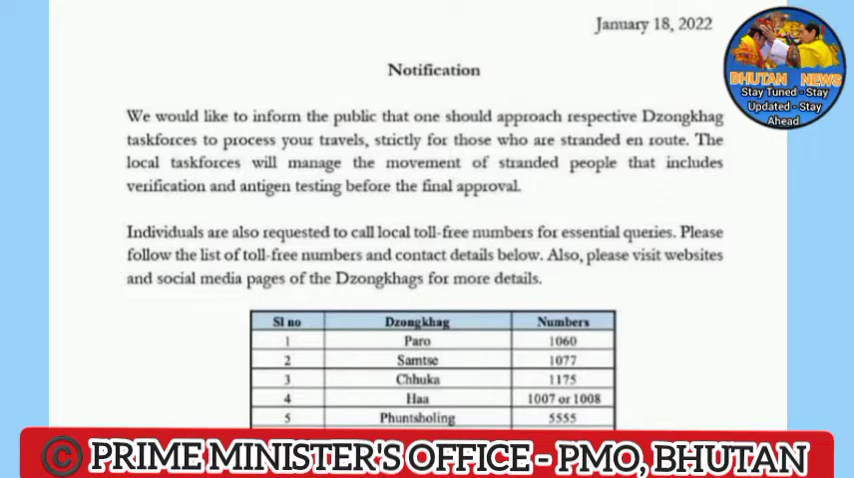 January 18, 2022
BHUTAN NEWS
Stay Tuned - Stay
Updated - Stay
Ahead
Notification
We would like to inform the public that one should approach respective Dzongkhag
taskforces to process your travels, strictly for those who are stranded en route. The
local taskforces will manage the movement of stranded people that includes
verification and antigen testing before the final approval.
Individuals are also requested to call local toll-free numbers for essential queries. Please
follow the list of toll-free numbers and contact details below. Also, please visit websites
and social media pages of the Dzongkhags for more details.
Sl no Dzongkhag Numbers
1 Paro 1060
2 Samtse 1077
3 Chhuka 1175
4 Haa 1007 or 1008
5 Phuntsholing 5555
© PRIME MINISTER'S OFFICE - PMO, BHUTAN